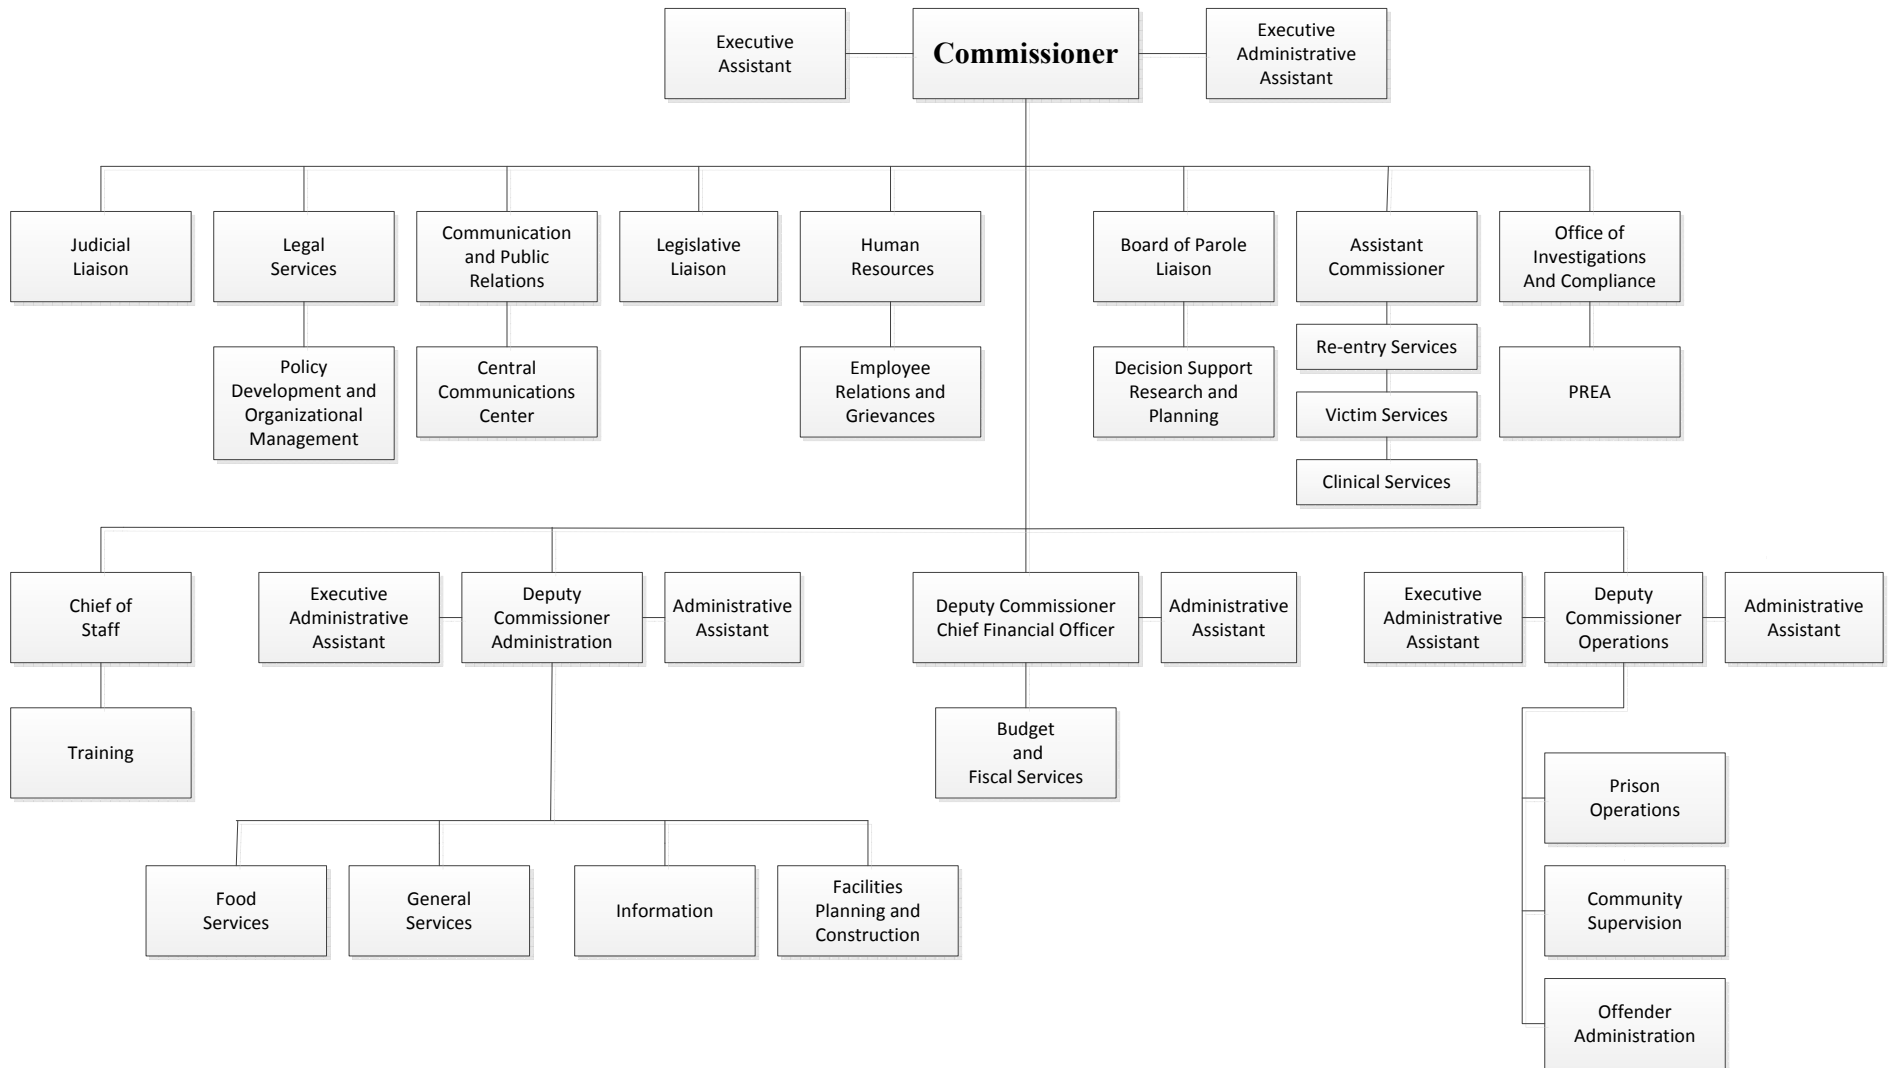 Executive
Assistant
Commissioner
Executive
Administrative
Assistant
Judicial
Liaison
Legal
Services
Communication
and Public
Relations
Legislative
Liaison
Human
Resources
Board of Parole
Liaison
Assistant
Commissioner
Office of
Investigations
And Compliance
Policy
Development and
Organizational
Management
Central
Communications
Center
Employee
Relations and
Grievances
Decision Support
Research and
Planning
Re-entry Services
Victim Services
Clinical Services
PREA
Chief of
Staff
Executive
Administrative
Assistant
Deputy
Commissioner
Administration
Administrative
Assistant
Deputy Commissioner
Chief Financial Officer
Administrative
Assistant
Executive
Administrative
Assistant
Deputy
Commissioner
Operations
Administrative
Assistant
Training
Budget
and
Fiscal Services
Prison
Operations
Food
Services
General
Services
Information
Facilities
Planning and
Construction
Community
Supervision
Offender
Administration